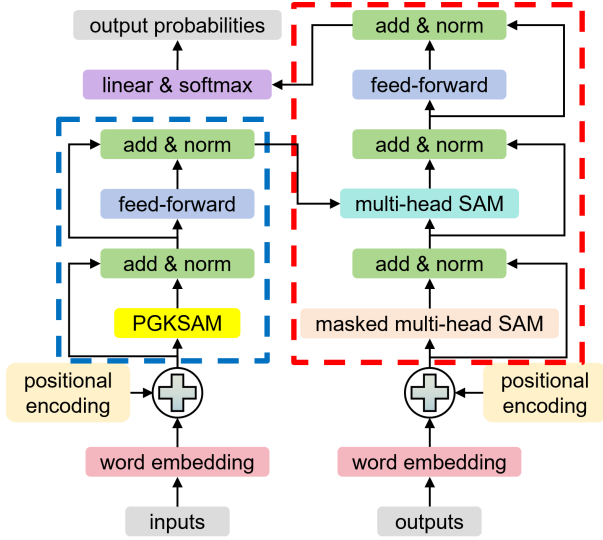 output probabilities
linear & softmax
add & norm
feed-forward
add & norm
PGKSAM
positional
encoding
word embedding
inputs
add & norm
feed-forward
add & norm
multi-head SAM
add & norm
masked multi-head SAM
positional
encoding
word embedding
outputs